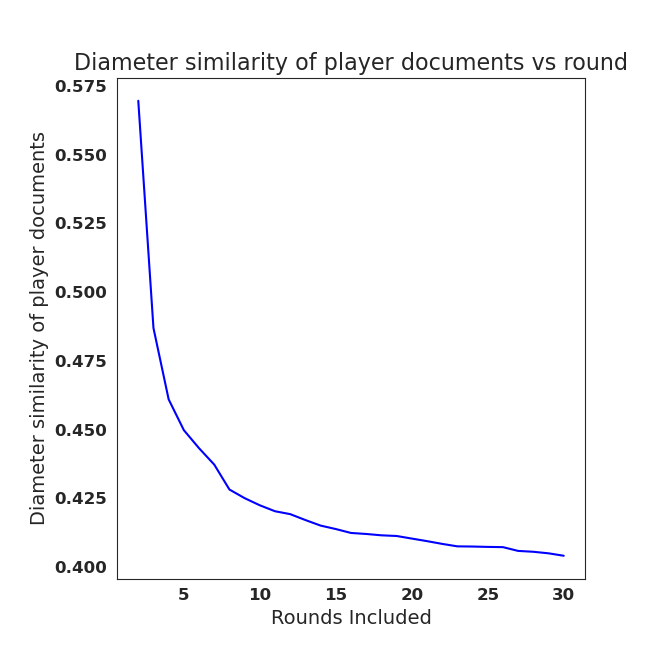 Diameter similarity of player documents vs round
Diameter similarity of player documents
0.575
0.550
0.525
0.500
0.475
0.450
0.425
0.400
5 10 15 20 25 30
Rounds Included